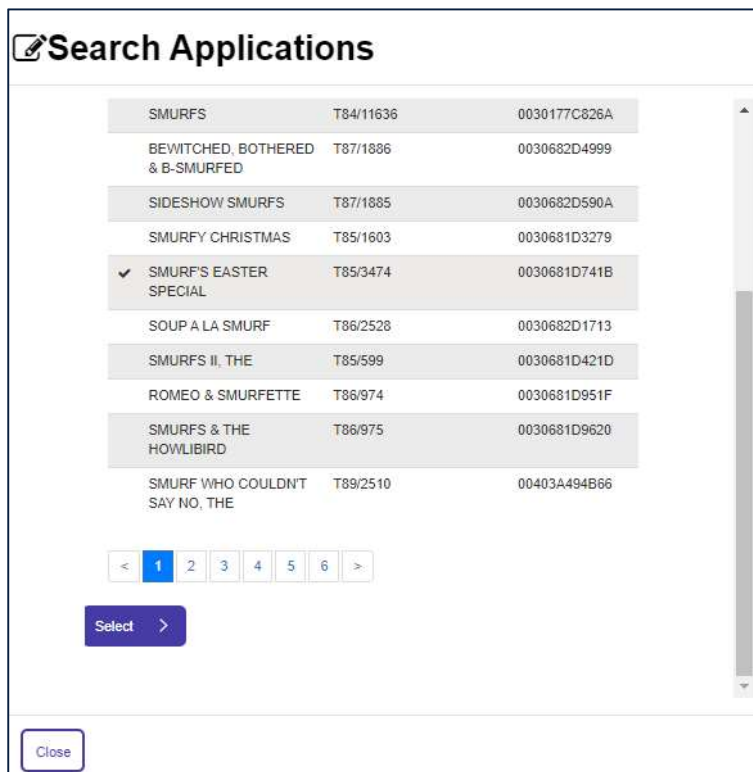 Search Applications
SMURFS T84/11636 0030177C826A
BEWITCHED, BOTHERED T87/1886 0030682D4999
& B-SMURFED
SIDESHOW SMURFS T87/1885 0030682D590A
SMURFY CHRISTMAS T85/1603 0030681D3279
SMURF'S EASTER T85/3474 0030681D741B
SPECIAL
SOUP A LA SMURF T86/2528 0030682D1713
SMURFS II, THE T85/599 0030681D421D
ROMEO & SMURFETTE T86/974 0030681D951F
SMURFS & THE T86/975 0030681D9620
HOWLIBIRD
SMURF WHO COULDN'T T89/2510 00403A494B66
SAY NO, THE
< 1 2 3 4 5 6 >
Select >
Close